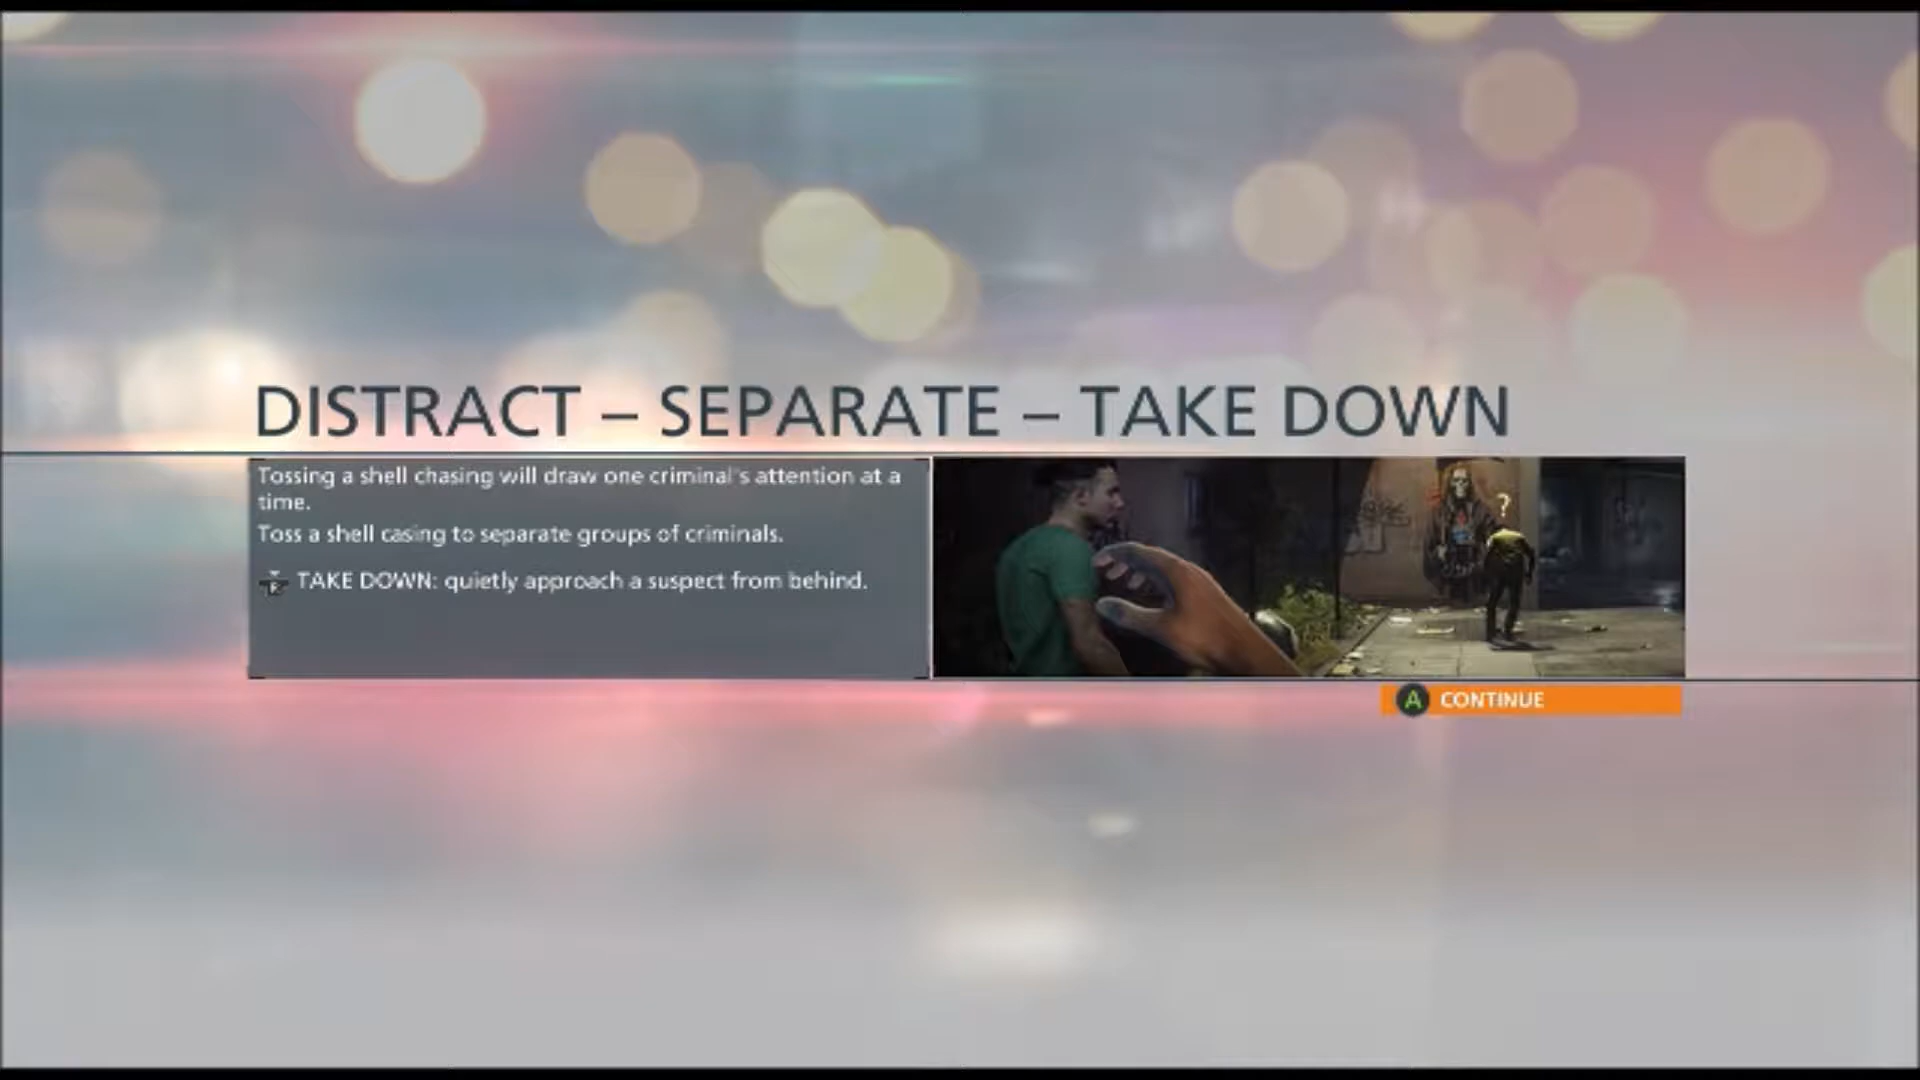 DISTRACT – SEPARATE – TAKE DOWN
Tossing a shell chasing will draw one criminal's attention at a
time.
Toss a shell casing to separate groups of criminals.
TAKE DOWN: quietly approach a suspect from behind.
?
A CONTINUE